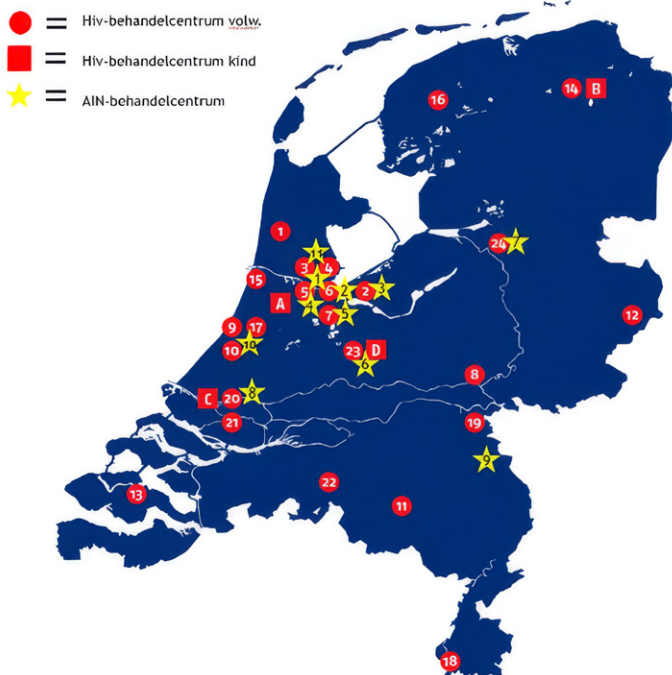 = Hiv-behandelcentrum volw.
= Hiv-behandelcentrum kind
= AIN-behandelcentrum
14 B
16
1
11
24 7
3 4
15 1
5 6 2 2 3
A 4
7 5
12
9 17
10
10 23 D
6
8
C 20 8
21 19
9
22
13
11
18